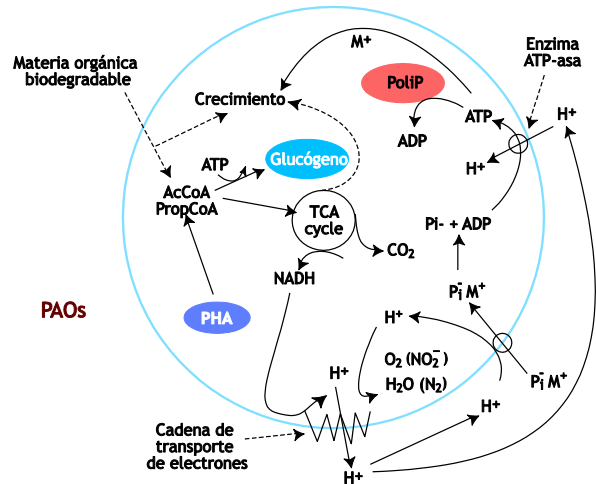 Materia orgánica
biodegradable
M+
Enzima
ATP-asa
PoliP
Crecimiento
ATP
H+
ADP
H+
ATP
Glucógeno
AcCoA
PropCoA
TCA
cycle
Pi- + ADP
CO2
NADH
Pi- M+
PAOs
PHA
H+
O2 (NO2-)
H2O (N2)
H+
Pi- M+
H+
Cadena de
transporte
de electrones
H+